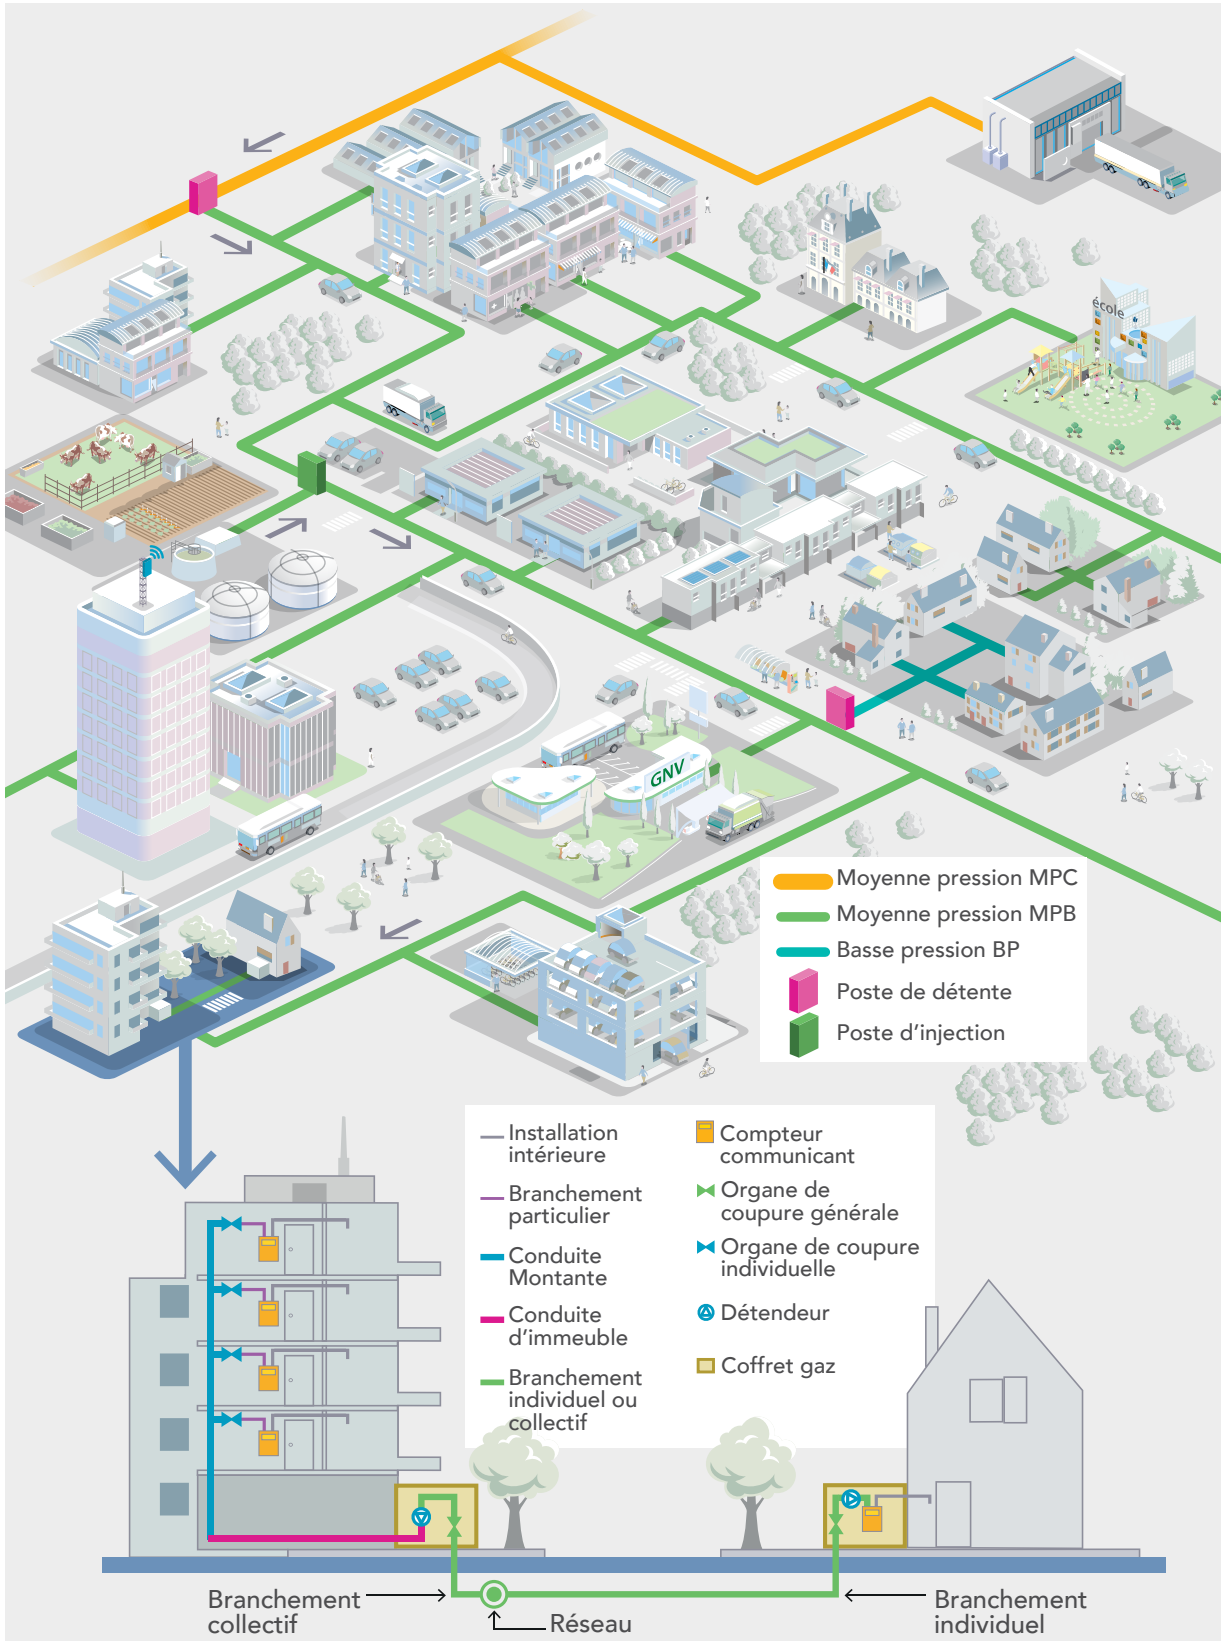 école
GNV
Moyenne pression MPC
Moyenne pression MPB
Basse pression BP
Poste de détente
Poste d'injection
Installation
intérieure
Branchement
particulier
Conduite
Montante
Conduite
d'immeuble
Branchement
individuel ou
collectif
Compteur
communicant
Organe de
coupure générale
Organe de coupure
individuelle
Détendeur
Coffret gaz
Branchement
collectif
Réseau
Branchement
individuel